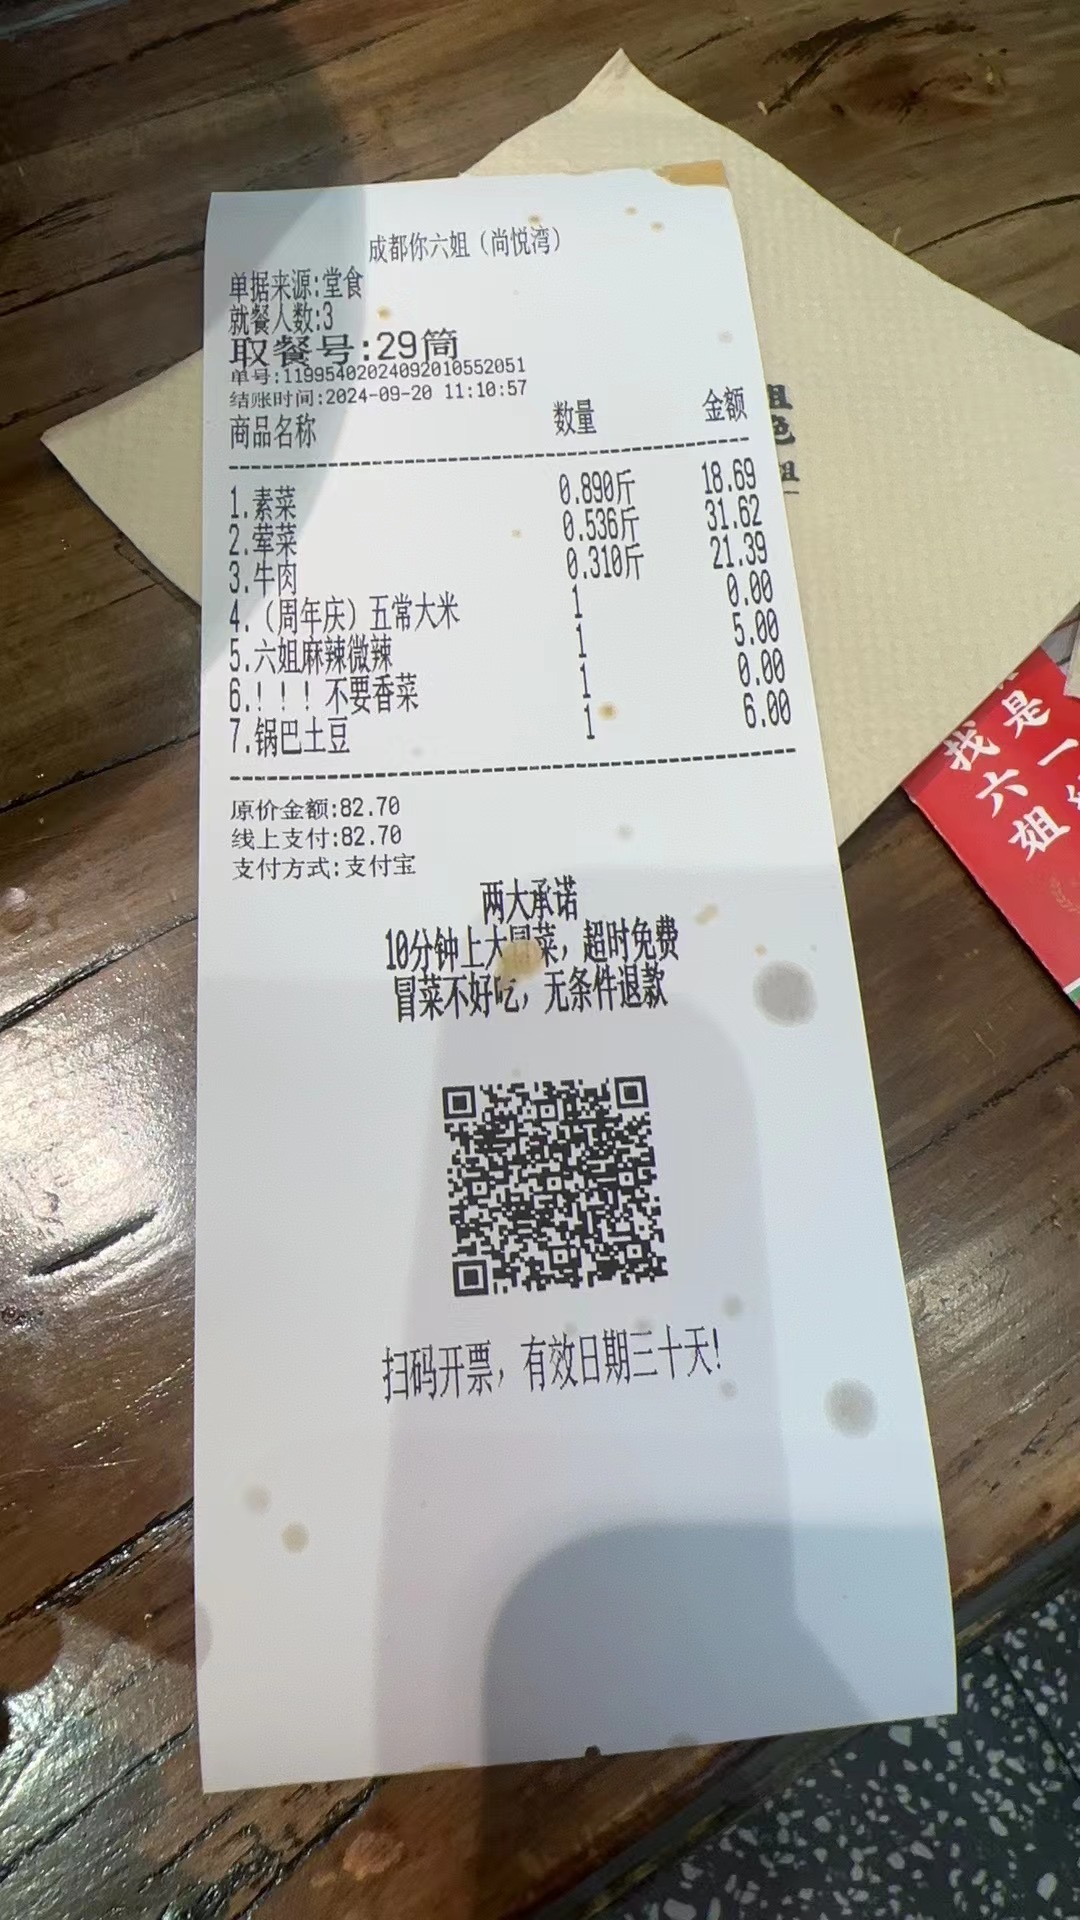 成都你六姐（尚悦湾）
单据来源:堂食
就餐人数:3
取餐号:29筒
单号:11995402024092010552051
结账时间:2024-09-20 11:10:57
商品名称 数量 金额
1.素菜 0.890斤 18.69
2.荤菜 0.536斤 31.62
3.牛肉 0.310斤 21.39
4.（周年庆）五常大米 1 0.00
5.六姐麻辣微辣 1 5.00
6.！！！不要香菜 1 0.00
7.锅巴土豆 1 6.00
原价金额:82.70
线上支付:82.70
支付方式:支付宝
两大承诺
10分钟上大冒菜，超时免费
冒菜不好吃，无条件退款
扫码开票，有效日期三十天!
找六姐
是一